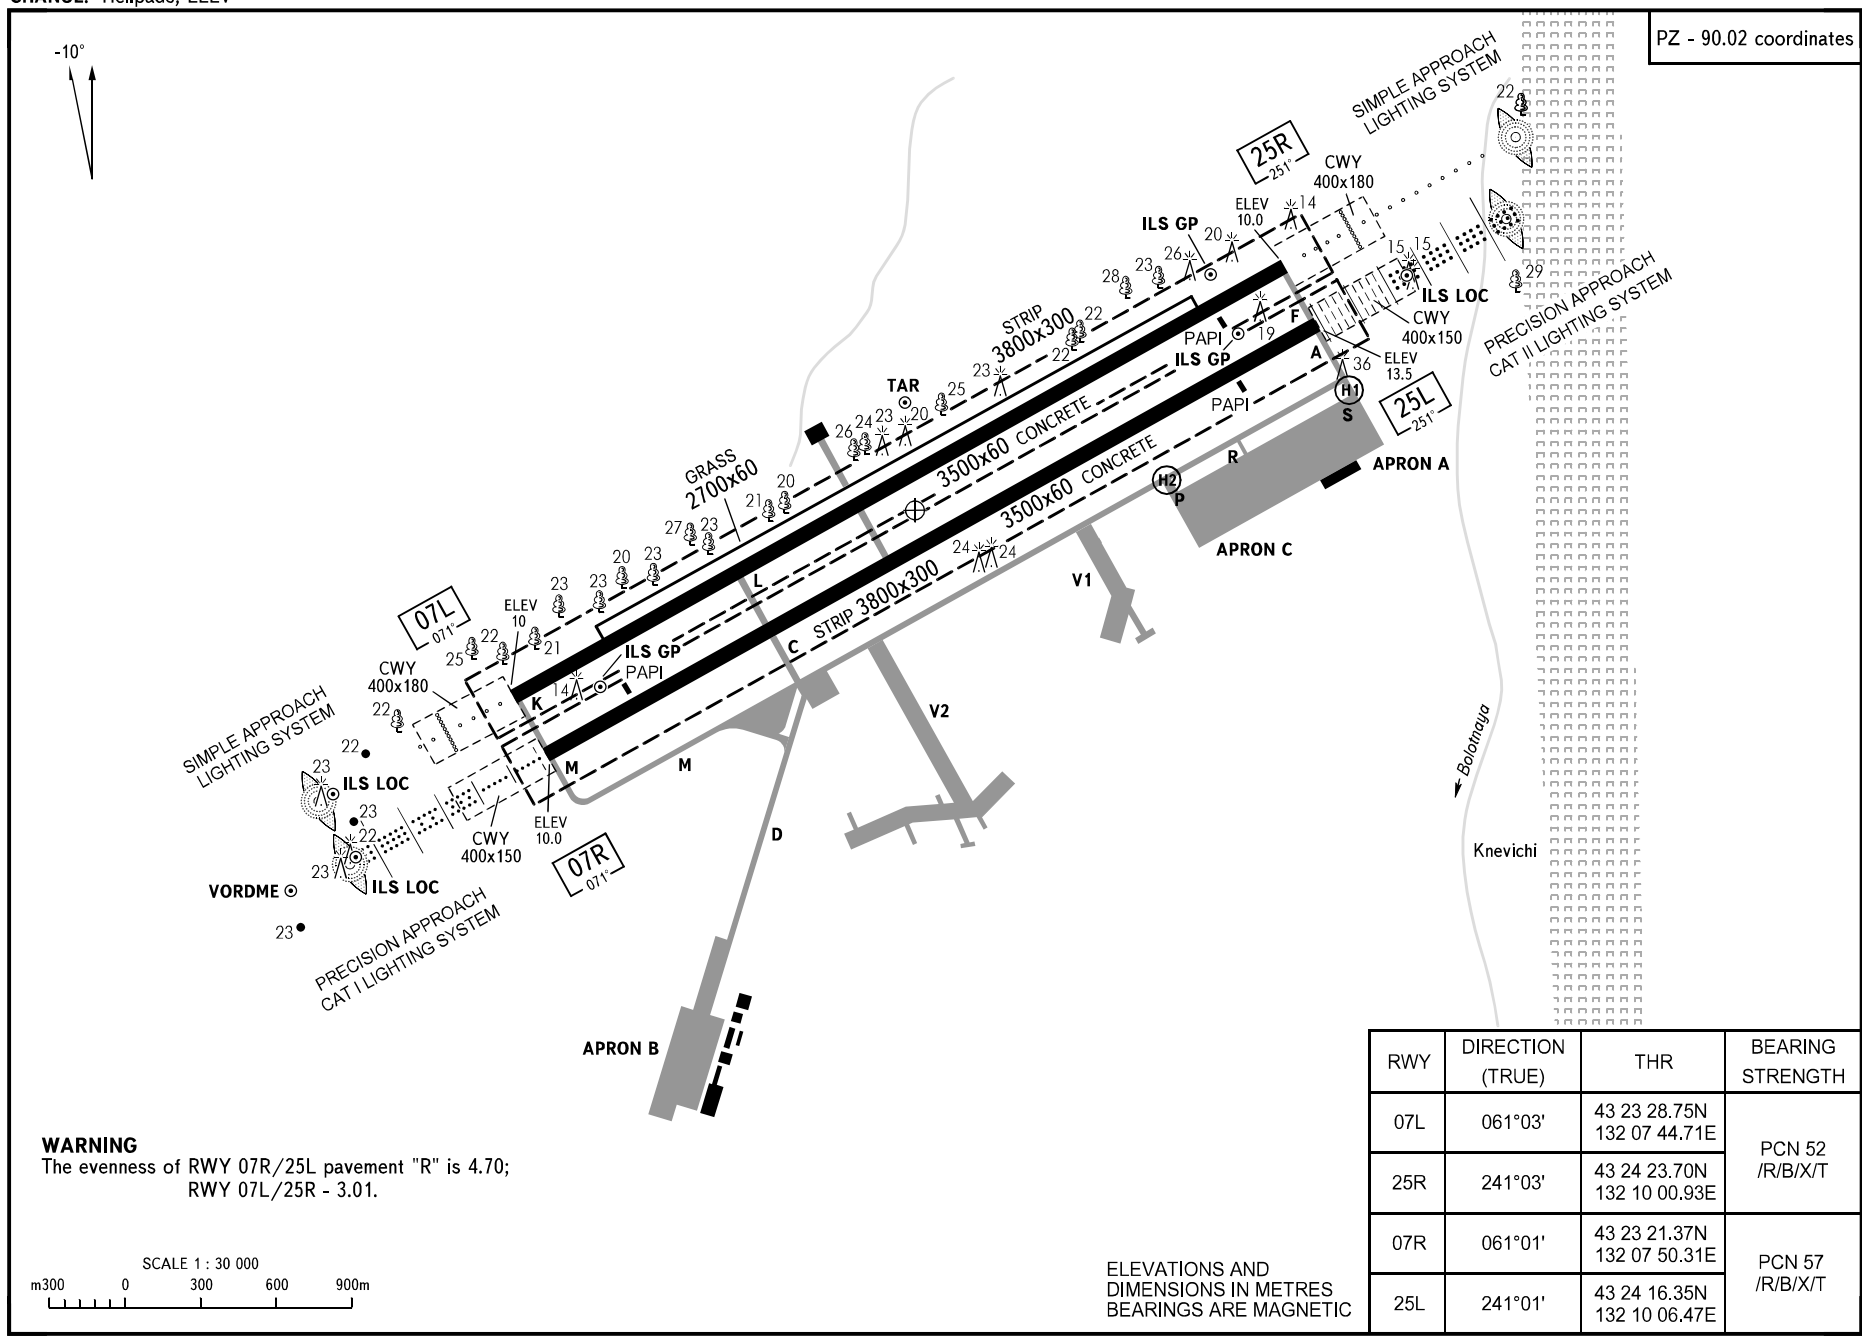 PZ - 90.02 coordinates
-10°
SIMPLE APPROACH
LIGHTING SYSTEM
22
25R
251°
CWY
400x180
ELEV
10.0
14
ILS GP
20
26
23
28
15
15
29
ILS LOC
CWY
400x150
PRECISION APPROACH
CAT II LIGHTING SYSTEM
STRIP
3800x300
22
22
PAPI
ILS GP
19
F
A
ELEV
13.5
36
H1
S
25L
251°
PAPI
23
TAR
25
20
23
24
26
3500x60 CONCRETE
3500x60 CONCRETE
GRASS
2700x60
R
APRON A
H2
P
APRON C
20
21
23
27
24
24
V1
23
20
23
23
L
STRIP 3800x300
C
07L
071°
ELEV
10
21
22
25
ILS GP
PAPI
14
K
CWY
400x180
22
V2
SIMPLE APPROACH
LIGHTING SYSTEM
22
23
ILS LOC
M
M
23
22
23
ILS LOC
CWY
400x150
ELEV
10.0
07R
071°
D
VORDME
23
PRECISION APPROACH
CAT I LIGHTING SYSTEM
Bolotnaya
Knevichi
APRON B
WARNING
The evenness of RWY 07R/25L pavement "R" is 4.70;
RWY 07L/25R - 3.01.
SCALE 1 : 30 000
m300 0 300 600 900m
ELEVATIONS AND
DIMENSIONS IN METRES
BEARINGS ARE MAGNETIC
RWY DIRECTION (TRUE) THR BEARING STRENGTH
07L 061°03' 43 23 28.75N
132 07 44.71E
PCN 52
/R/B/X/T
25R 241°03' 43 24 23.70N
132 10 00.93E
07R 061°01' 43 23 21.37N
132 07 50.31E
PCN 57
/R/B/X/T
25L 241°01' 43 24 16.35N
132 10 06.47E